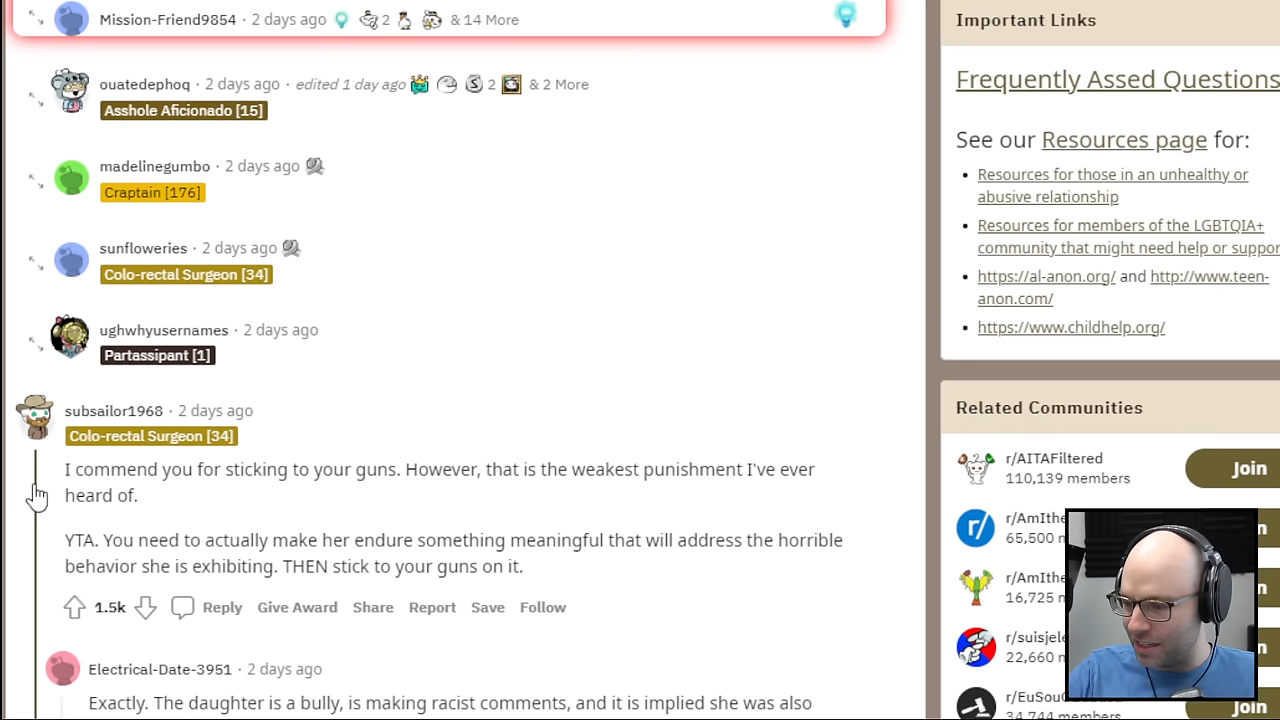 Mission-Friend9854 · 2 days ago 2 & 14 More
ouatedephoq · 2 days ago · edited 1 day ago 2 & 2 More
Asshole Aficionado [15]
madelinegumbo · 2 days ago
Craptain [176]
sunfloweries · 2 days ago
Colo-rectal Surgeon [34]
ughwhyusernames · 2 days ago
Partassipant [1]
subsailor1968 · 2 days ago
Colo-rectal Surgeon [34]
I commend you for sticking to your guns. However, that is the weakest punishment I've ever
heard of.
YTA. You need to actually make her endure something meaningful that will address the horrible
behavior she is exhibiting. THEN stick to your guns on it.
1.5k Reply Give Award Share Report Save Follow
Electrical-Date-3951 · 2 days ago
Exactly. The daughter is a bully, is making racist comments, and it is implied she was also
Important Links
Frequently Assed Questions
See our Resources page for:
• Resources for those in an unhealthy or
abusive relationship
• Resources for members of the LGBTQIA+
community that might need help or suppor
• https://al-anon.org/ and http://www.teen-
anon.com/
• https://www.childhelp.org/
Related Communities
r/AITAFiltered
110,139 members
Join
r/AmIthe
65,500 m
r/AmIthe
16,725 m
r/suisjele
22,660 m
r/EuSouO
34,744 members
Join